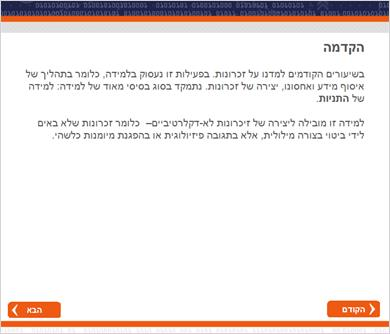 הקדמה
בשיעורים הקודמים למדנו על זכרונות. בפעילות זו נעסוק בלמידה, כלומר בתהליך של
איסוף מידע ואחסונו, יצירה של זכרונות. נתמקד בסוג בסיסי מאוד של למידה: למידה
של התניות.
למידה זו מובילה ליצירה של זיכרונות לא-דקלרטיביים– כלומר זכרונות שלא באים
לידי ביטוי בצורה מילולית, אלא בתגובה פיזיולוגית או בהפגנת מיומנות כלשהי.
הקודם
הבא